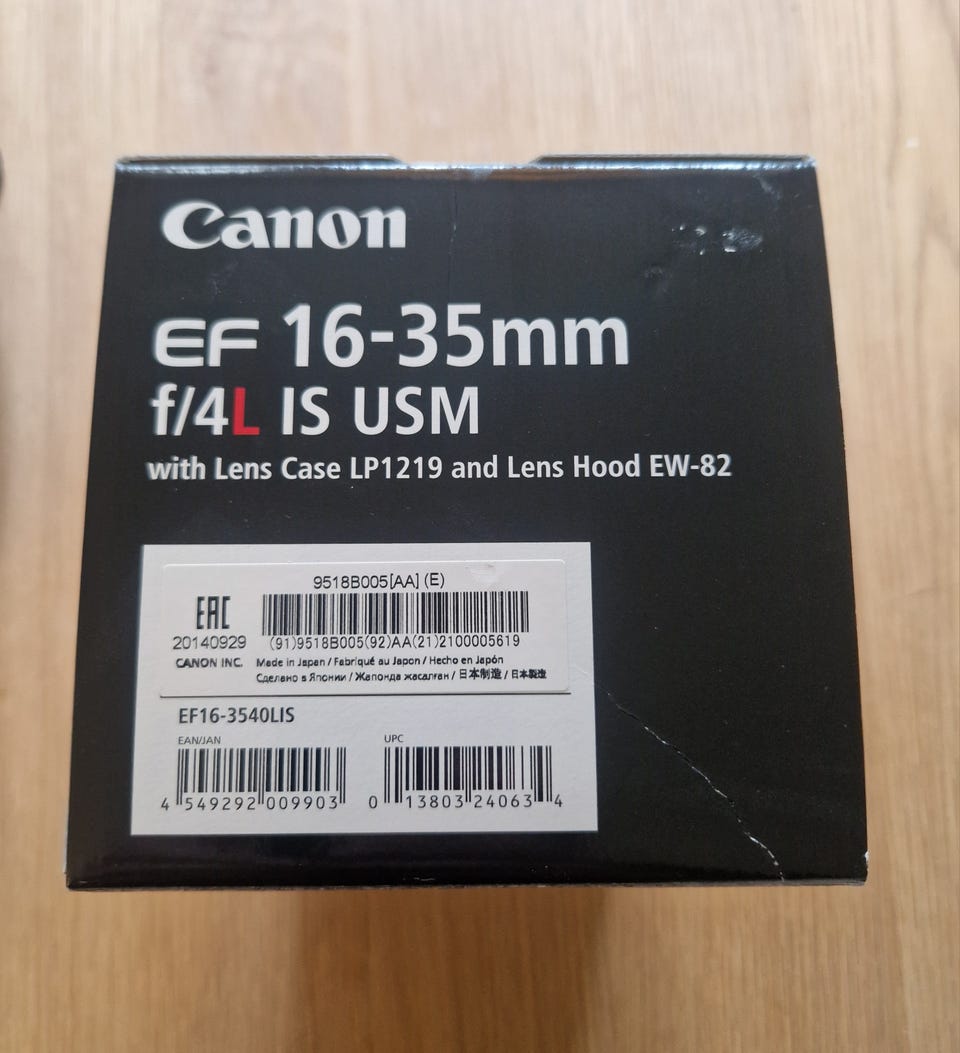 Canon
EF 16-35mm
f/4L IS USM
with Lens Case LP1219 and Lens Hood EW-82
9518B005[AA] (E)
EAC
20140929
(91)9518B005(92)AA(21)2100005619
CANON INC.
Made in Japan / Fabriqué au Japon / Hecho en Japón
Сделано в Японии / Жапонда жасалған / 日本制造 / 日本製造
EF16-3540LIS
EAN/JAN
UPC
4 549292 009903
0 13803 24063 4